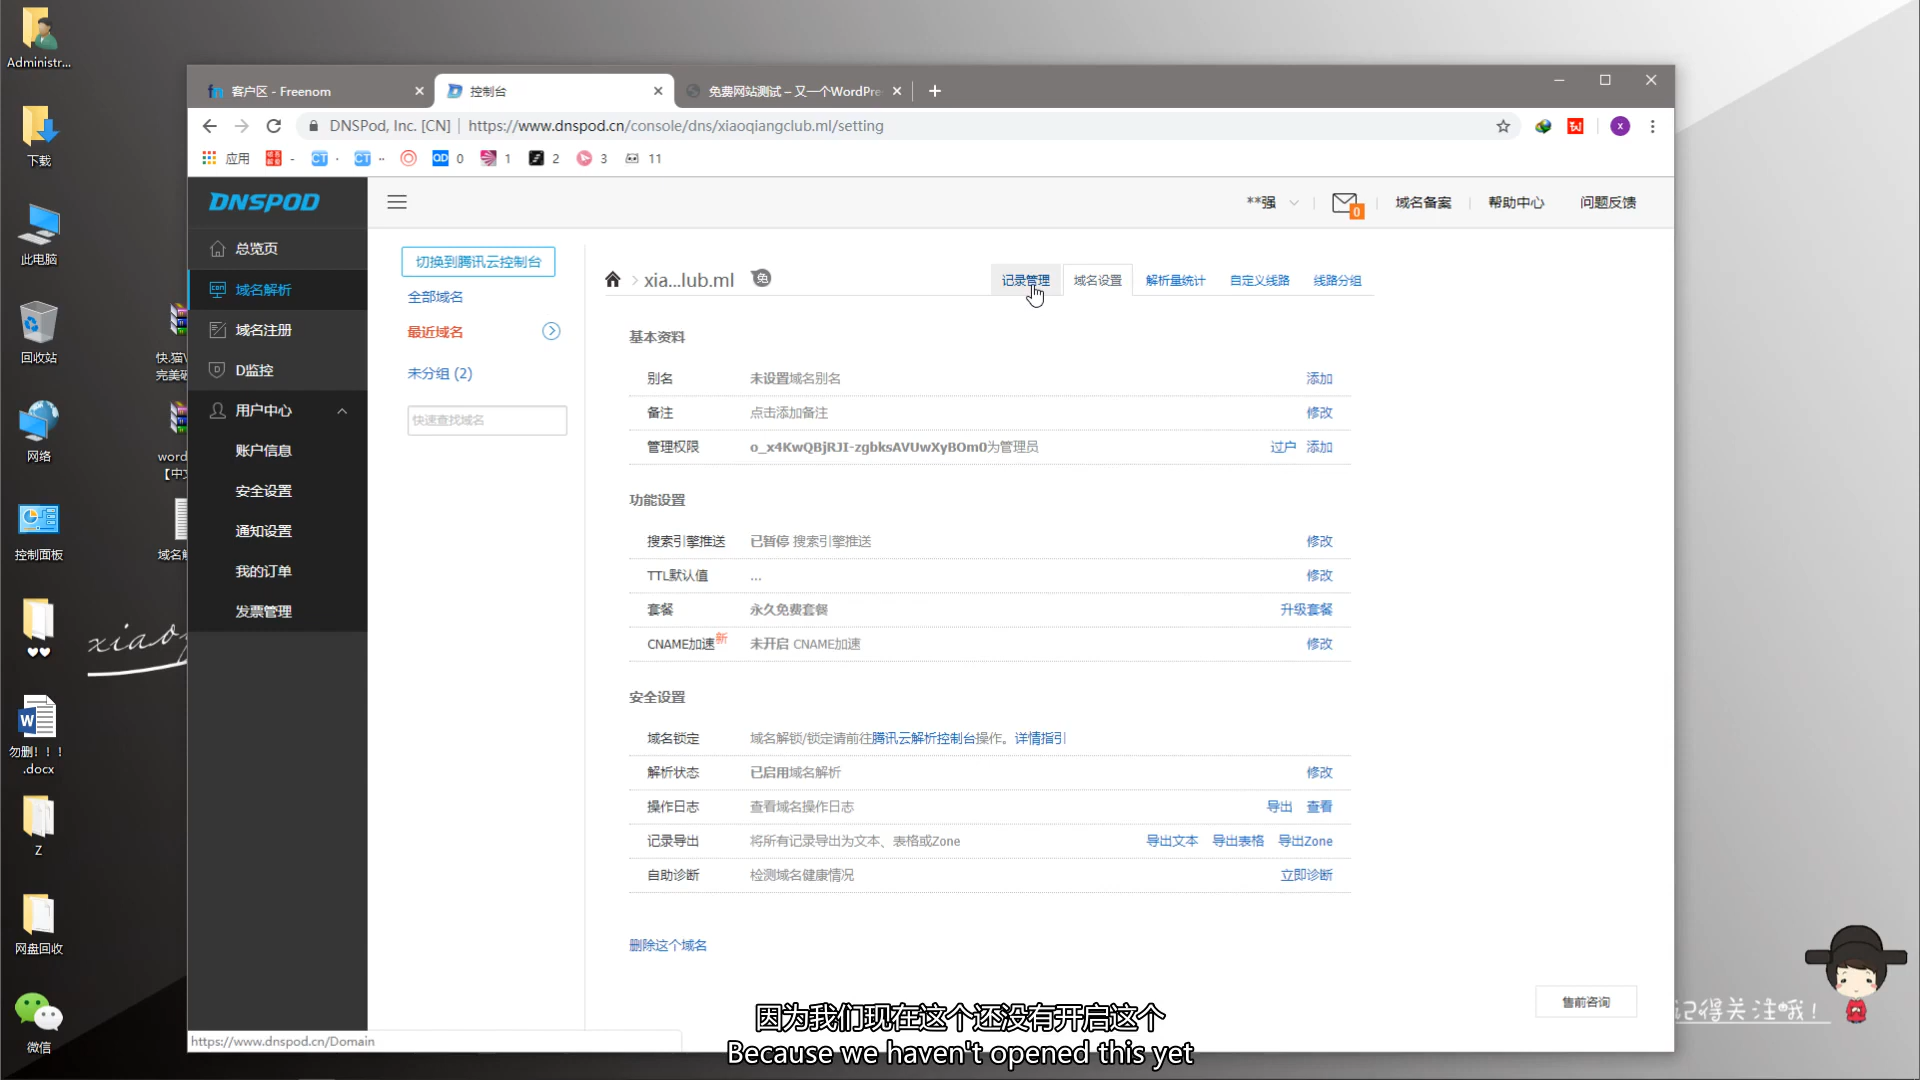 Administr...
下载
此电脑
回收站
网络
控制面板
♥♥
勿删！！！
.docx
Z
网盘回收
微信
快.猫V
完美破
word
【中文
域名解
xiao
客户区 - Freenom
控制台
免费网站测试 – 又一个WordPre
DNSPod, Inc. [CN] | https://www.dnspod.cn/console/dns/xiaoqiangclub.ml/setting
应用
CT
CT
QD 0
1
2
3
11
DNSPOD
总览页
域名解析
域名注册
D监控
用户中心
账户信息
安全设置
通知设置
我的订单
发票管理
**强
0
域名备案
帮助中心
问题反馈
切换到腾讯云控制台
全部域名
最近域名
未分组 (2)
快速查找域名
xia...lub.ml
免
记录管理
域名设置
解析量统计
自定义线路
线路分组
基本资料
别名 未设置域名别名 添加
备注 点击添加备注 修改
管理权限 o_x4KwQBjRJI-zgbksAVUwXyBOm0为管理员 过户 添加
功能设置
搜索引擎推送 已暂停 搜索引擎推送 修改
TTL默认值 ... 修改
套餐 永久免费套餐 升级套餐
CNAME加速新 未开启 CNAME加速 修改
安全设置
域名锁定 域名解锁/锁定请前往腾讯云解析控制台操作。详情指引
解析状态 已启用域名解析 修改
操作日志 查看域名操作日志 导出 查看
记录导出 将所有记录导出为文本、表格或Zone 导出文本 导出表格 导出Zone
自助诊断 检测域名健康情况 立即诊断
删除这个域名
售前咨询
记得关注哦！
https://www.dnspod.cn/Domain
因为我们现在这个还没有开启这个
Because we haven't opened this yet